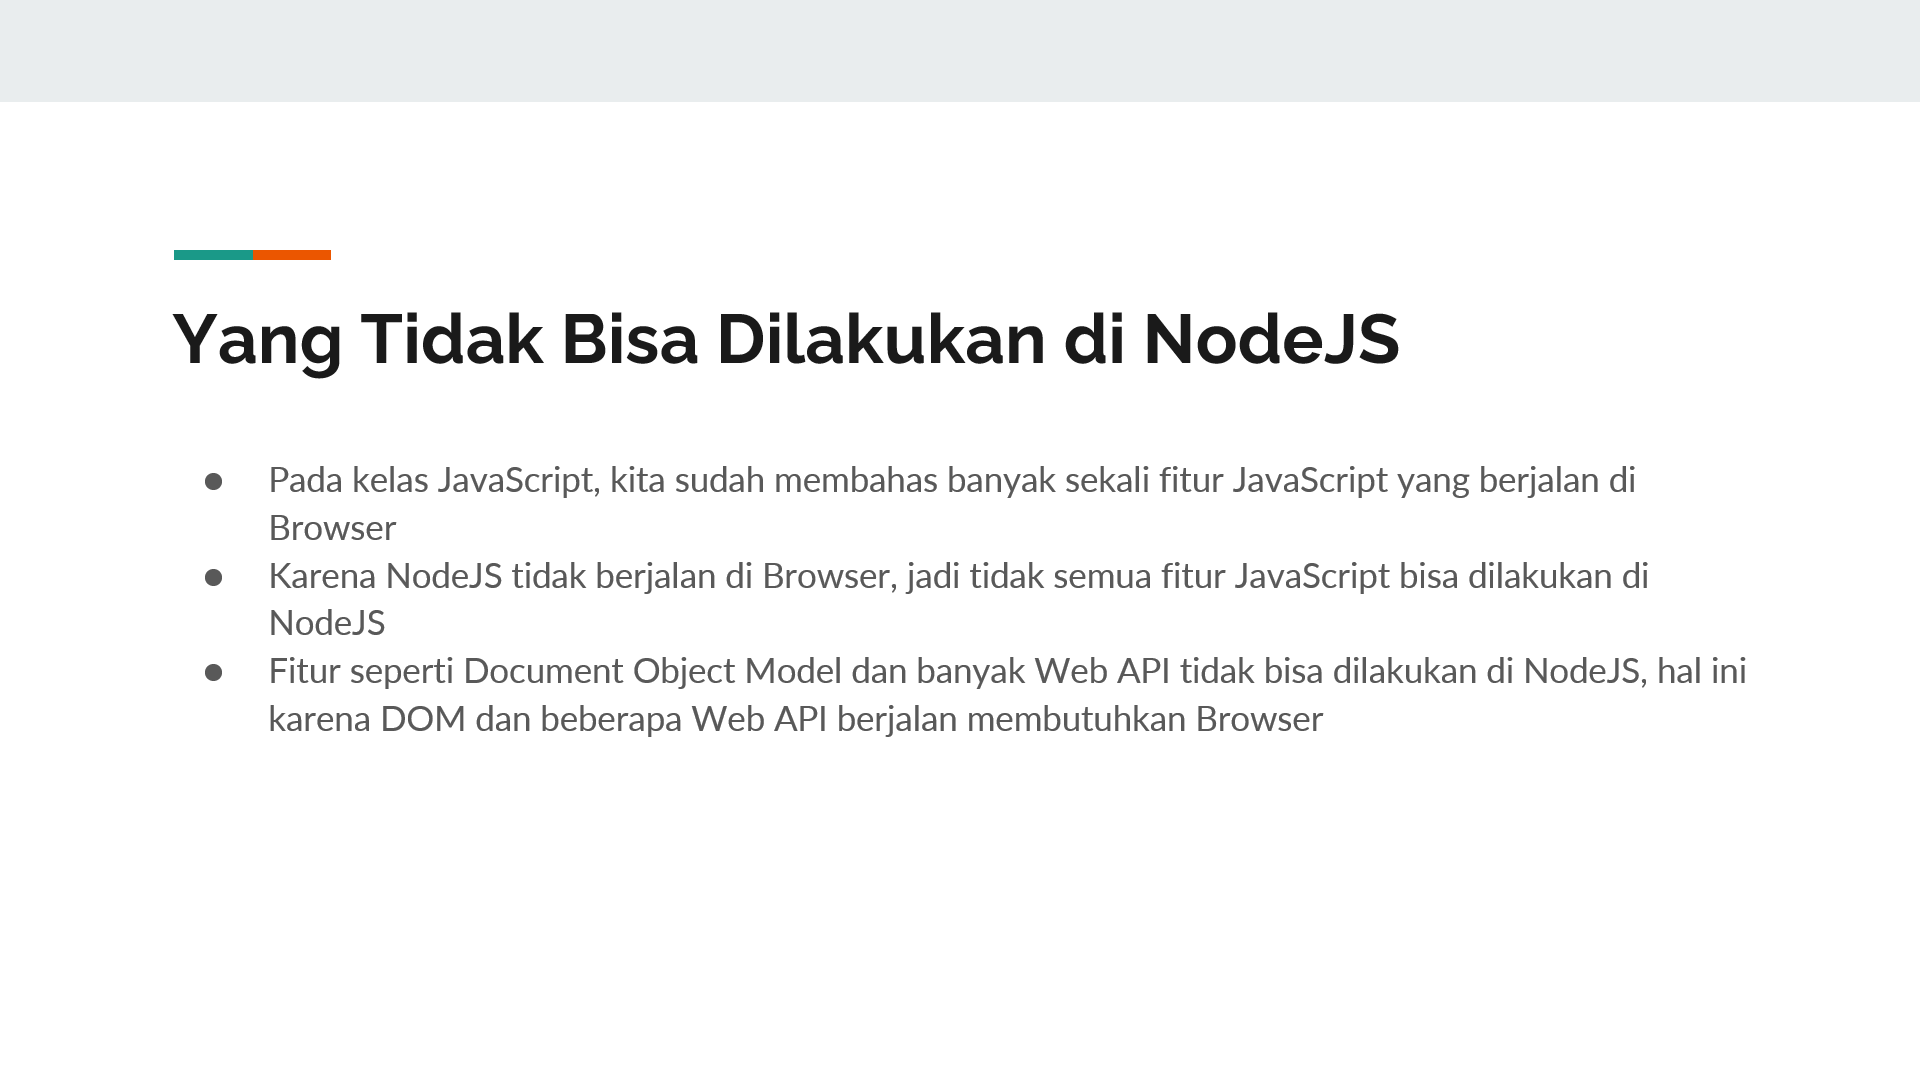 Yang Tidak Bisa Dilakukan di NodeJS
● Pada kelas JavaScript, kita sudah membahas banyak sekali fitur JavaScript yang berjalan di
Browser
● Karena NodeJS tidak berjalan di Browser, jadi tidak semua fitur JavaScript bisa dilakukan di
NodeJS
● Fitur seperti Document Object Model dan banyak Web API tidak bisa dilakukan di NodeJS, hal ini
karena DOM dan beberapa Web API berjalan membutuhkan Browser